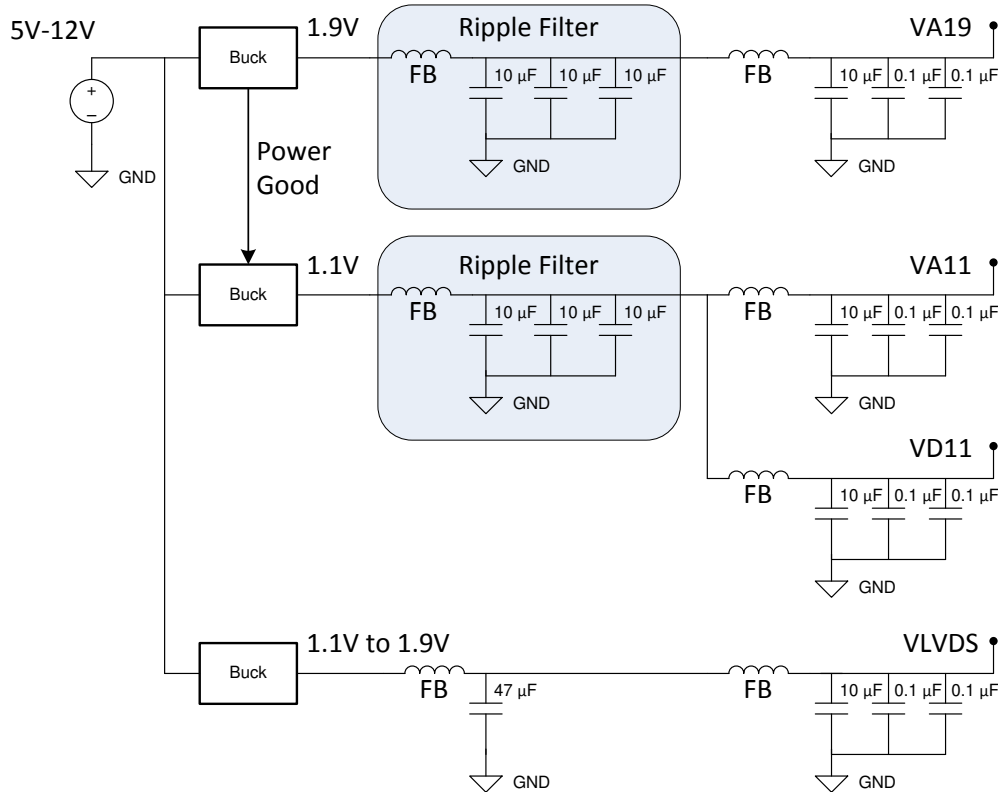 5V-12V
Buck
1.9V
Ripple Filter
VA19
FB
10 µF
10 µF
10 µF
FB
10 µF
0.1 µF
0.1 µF
+
−
GND
GND
GND
Power
Good
Buck
1.1V
Ripple Filter
VA11
FB
10 µF
10 µF
10 µF
FB
10 µF
0.1 µF
0.1 µF
GND
GND
VD11
FB
10 µF
0.1 µF
0.1 µF
GND
Buck
1.1V to 1.9V
VLVDS
FB
47 µF
FB
10 µF
0.1 µF
0.1 µF
GND
GND